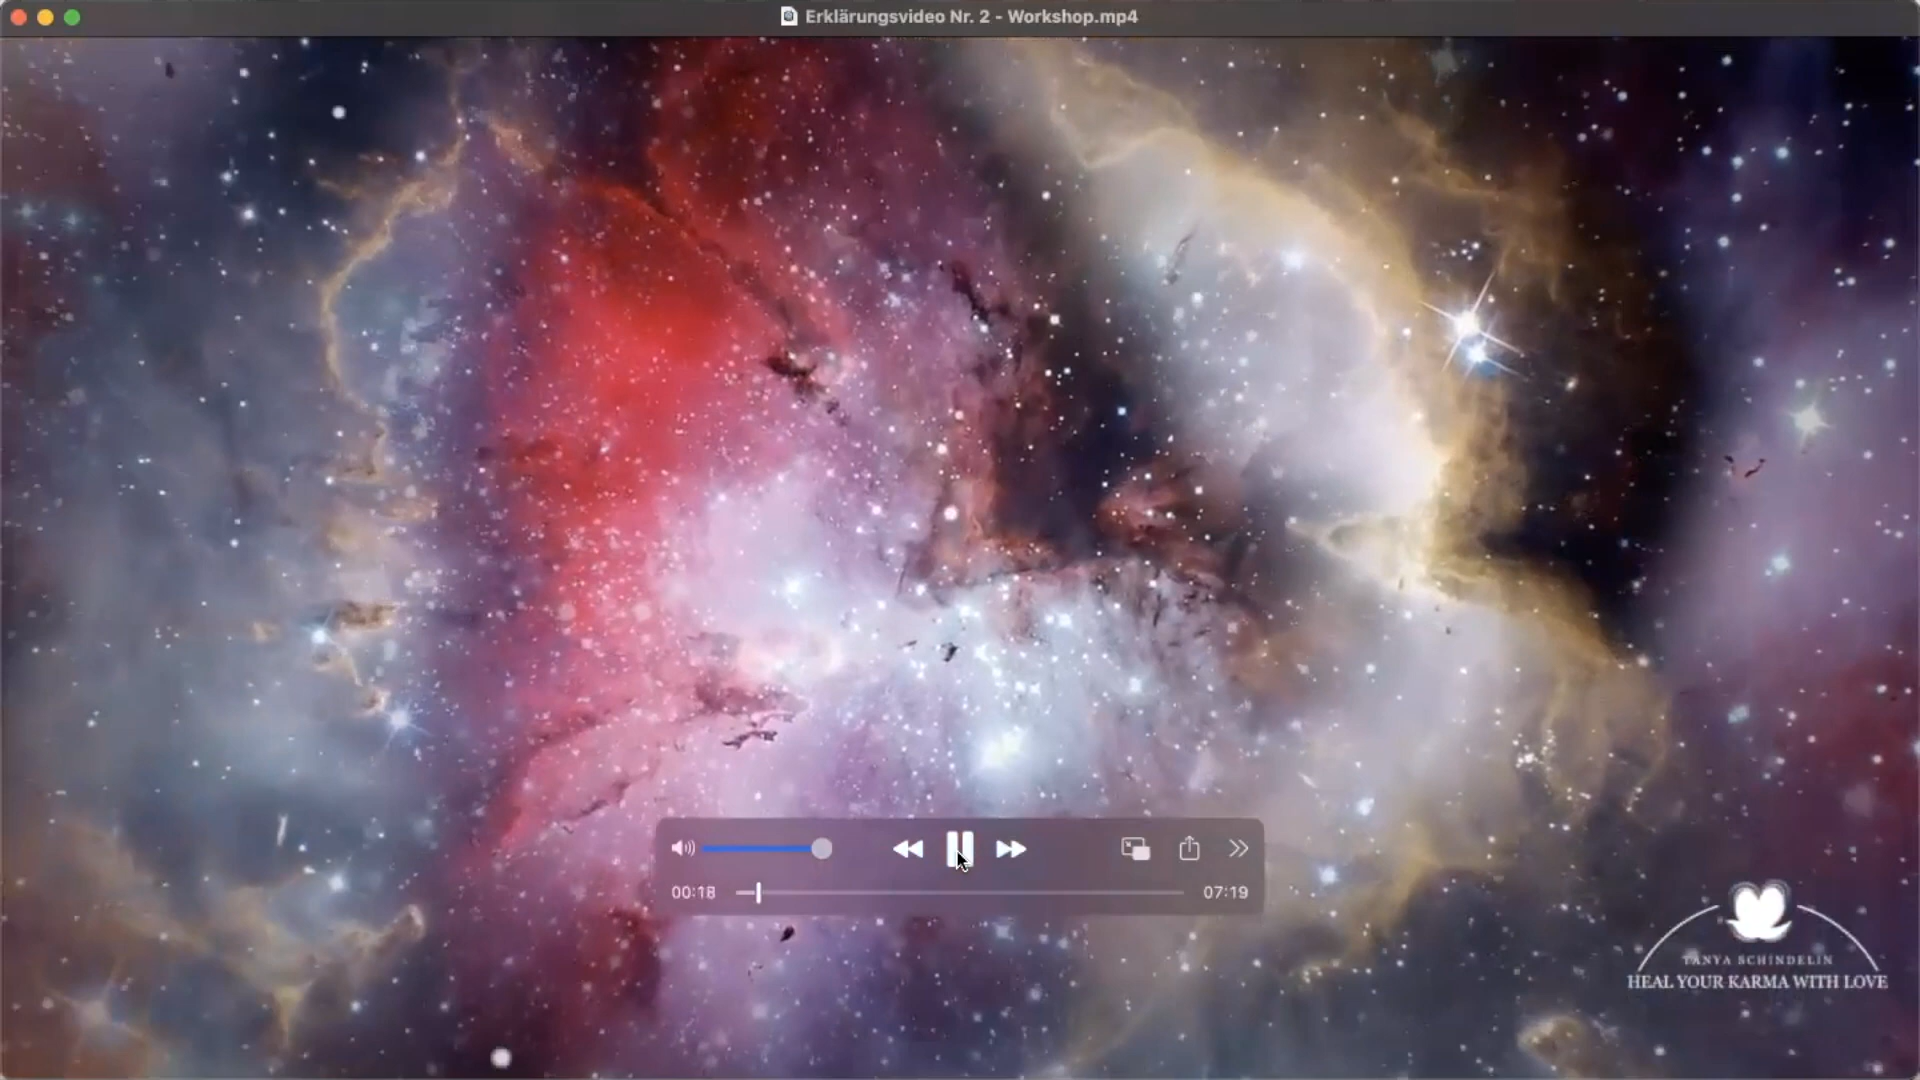 Erklärungsvideo Nr. 2 - Workshop.mp4
00:18
07:19
TANYA SCHINDELIN
HEAL YOUR KARMA WITH LOVE